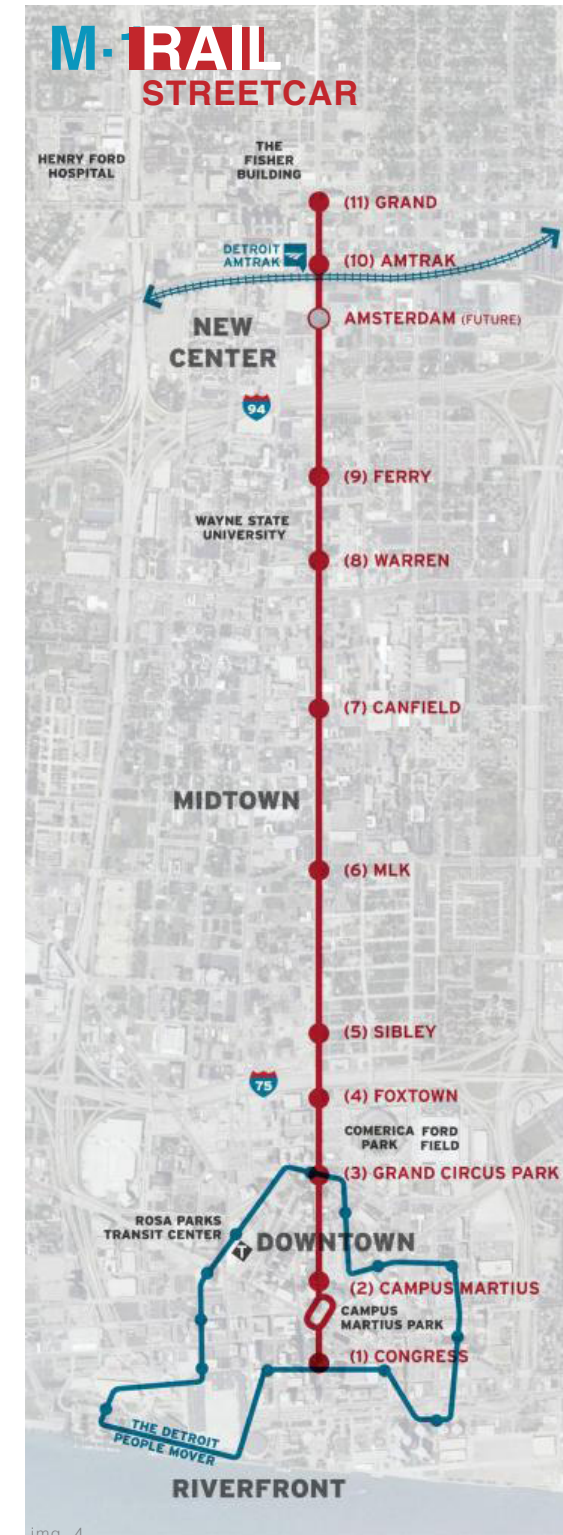 M-1RAIL
STREETCAR
HENRY FORD
HOSPITAL
THE
FISHER
BUILDING
(11) GRAND
DETROIT
AMTRAK
(10) AMTRAK
NEW
CENTER
AMSTERDAM (FUTURE)
94
(9) FERRY
WAYNE STATE
UNIVERSITY
(8) WARREN
(7) CANFIELD
MIDTOWN
(6) MLK
(5) SIBLEY
75
(4) FOXTOWN
COMERICA
PARK
FORD
FIELD
(3) GRAND CIRCUS PARK
ROSA PARKS
TRANSIT CENTER
T
DOWNTOWN
(2) CAMPUS MARTIUS
CAMPUS
MARTIUS PARK
(1) CONGRESS
THE DETROIT
PEOPLE MOVER
RIVERFRONT
img. 4